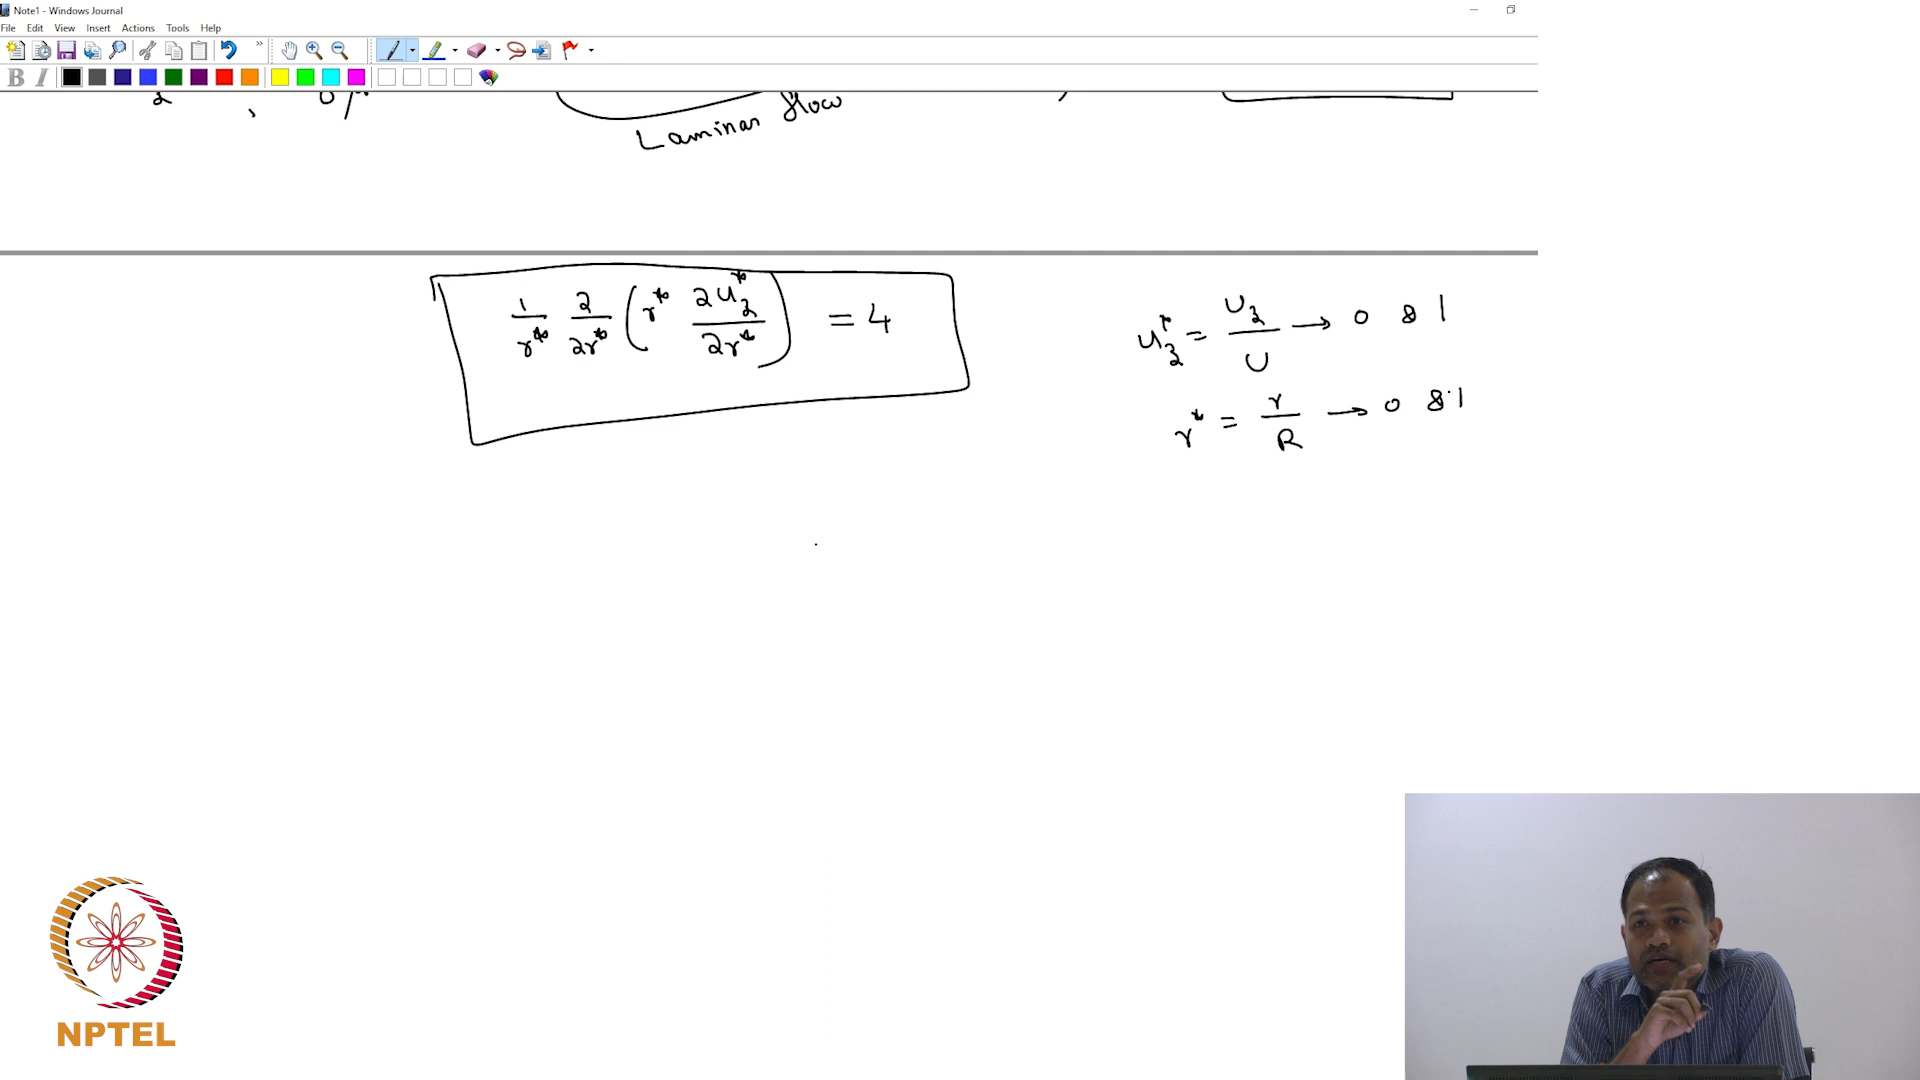 Note1 - Windows Journal
File Edit View Insert Actions Tools Help
B I
Laminar flow
1/r* ∂/∂r* (r* ∂u_z*/∂r*) = 4
u_z* = U_z/U → 0 & 1
r* = r/R → 0 & 1
NPTEL